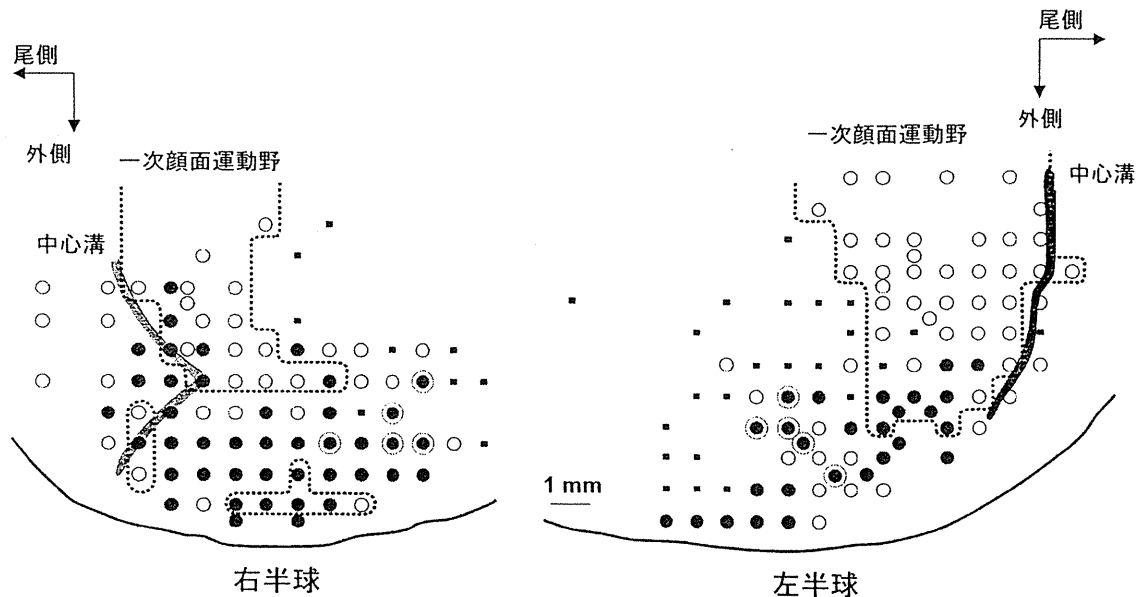 尾側
外側
一次顔面運動野
中心溝
右半球
尾側
外側
一次顔面運動野
中心溝
1 mm
左半球